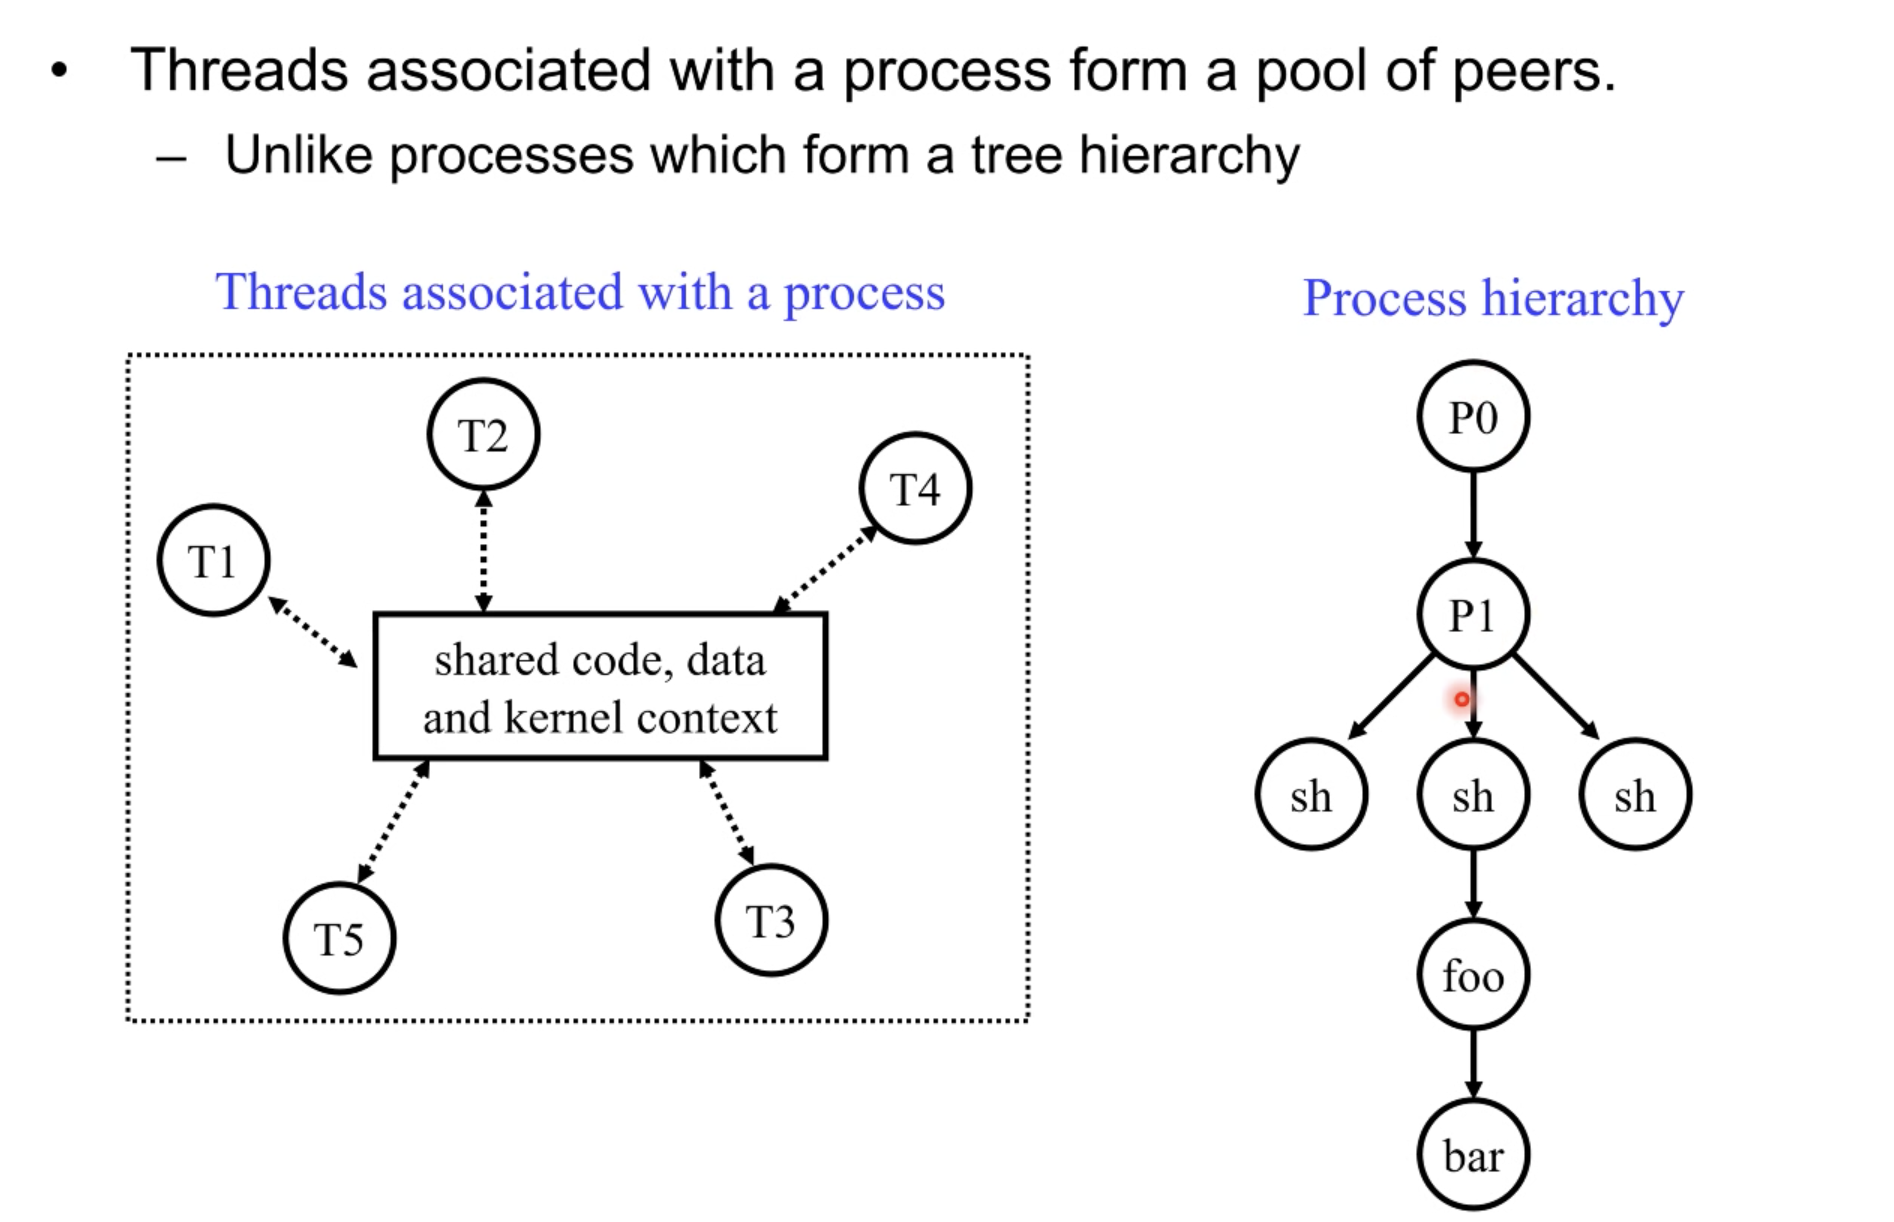 • Threads associated with a process form a pool of peers.
– Unlike processes which form a tree hierarchy
Threads associated with a process
T2
T4
T1
shared code, data
and kernel context
T5
T3
Process hierarchy
P0
P1
sh sh sh
foo
bar